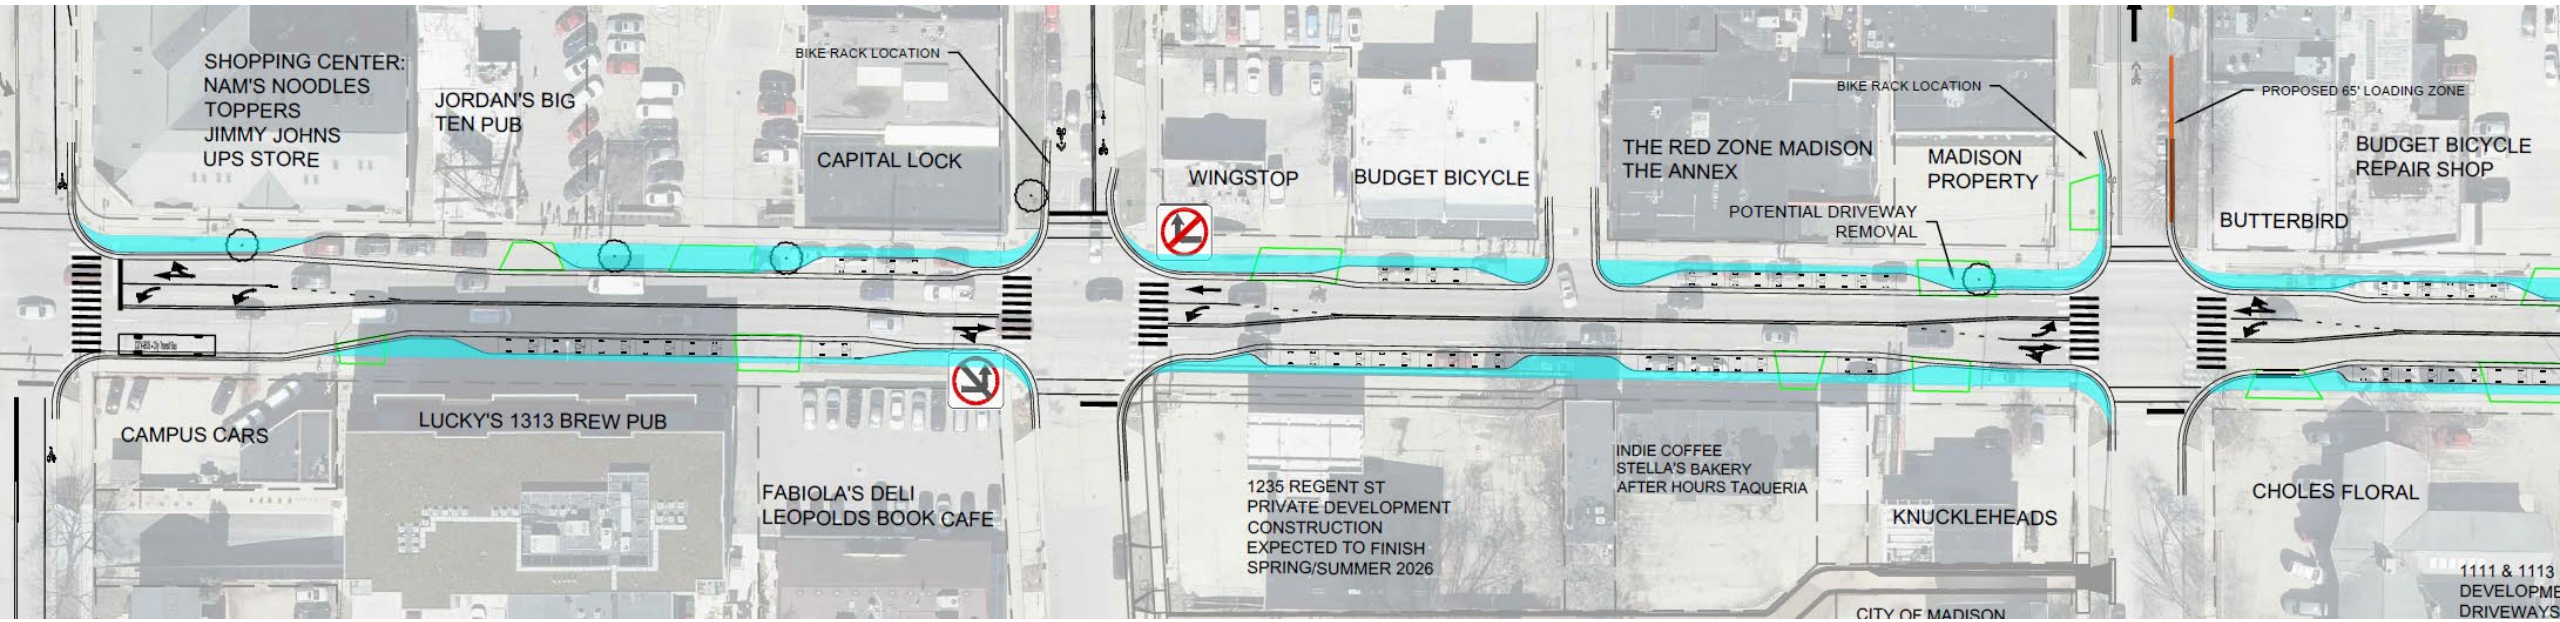 SHOPPING CENTER:
NAM'S NOODLES
TOPPERS
JIMMY JOHNS
UPS STORE
JORDAN'S BIG
TEN PUB
BIKE RACK LOCATION
CAPITAL LOCK
WINGSTOP
BUDGET BICYCLE
THE RED ZONE MADISON
THE ANNEX
BIKE RACK LOCATION
MADISON
PROPERTY
POTENTIAL DRIVEWAY
REMOVAL
PROPOSED 65' LOADING ZONE
BUDGET BICYCLE
REPAIR SHOP
BUTTERBIRD
CAMPUS CARS
LUCKY'S 1313 BREW PUB
FABIOLA'S DELI
LEOPOLDS BOOK CAFE
1235 REGENT ST
PRIVATE DEVELOPMENT
CONSTRUCTION
EXPECTED TO FINISH
SPRING/SUMMER 2026
INDIE COFFEE
STELLA'S BAKERY
AFTER HOURS TAQUERIA
KNUCKLEHEADS
CITY OF MADISON
CHOLES FLORAL
1111 & 1113
DEVELOPME
DRIVEWAYS